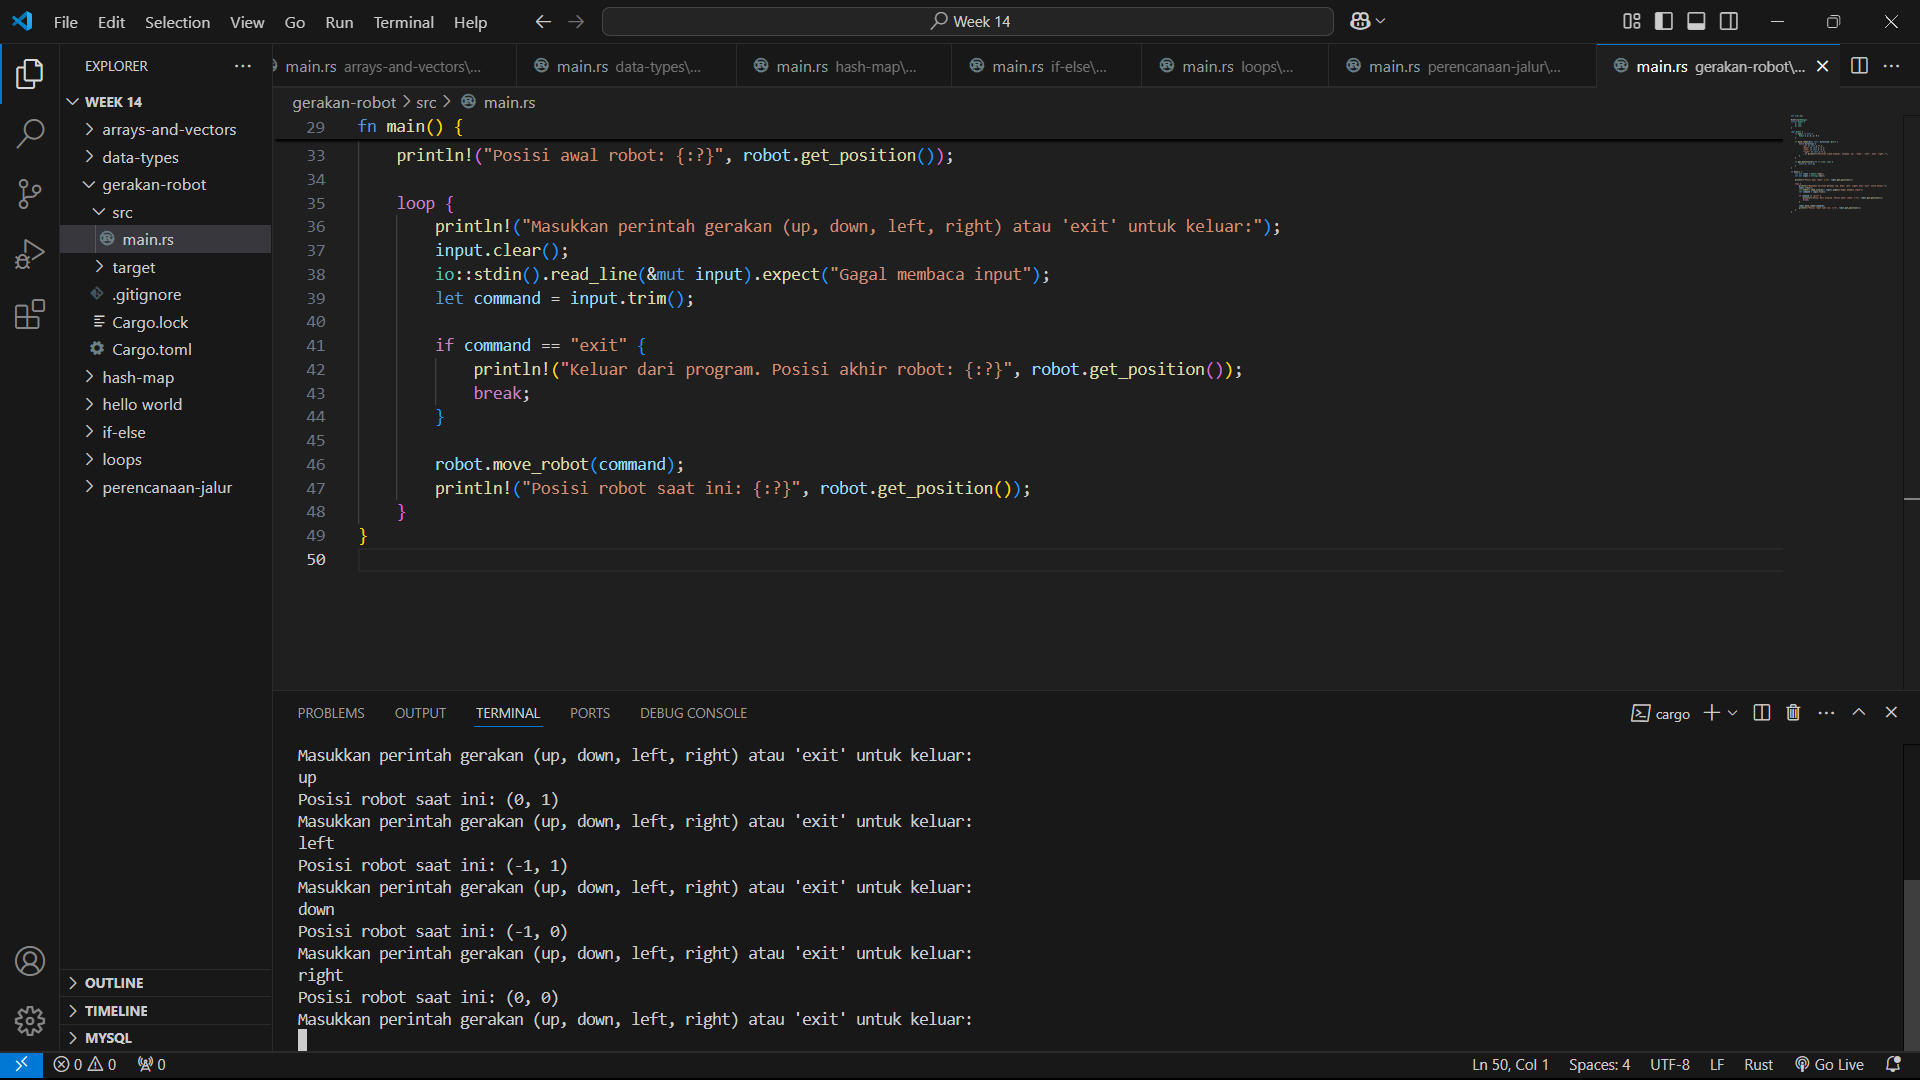 File Edit Selection View Go Run Terminal Help
Week 14
EXPLORER
WEEK 14
arrays-and-vectors
data-types
gerakan-robot
src
main.rs
target
.gitignore
Cargo.lock
Cargo.toml
hash-map
hello world
if-else
loops
perencanaan-jalur
OUTLINE
TIMELINE
MYSQL
main.rs arrays-and-vectors\...
main.rs data-types\...
main.rs hash-map\...
main.rs if-else\...
main.rs loops\...
main.rs perencanaan-jalur\...
main.rs gerakan-robot\...
gerakan-robot > src > main.rs
29 fn main() {
33 println!("Posisi awal robot: {:?}", robot.get_position());
34
35 loop {
36 println!("Masukkan perintah gerakan (up, down, left, right) atau 'exit' untuk keluar:");
37 input.clear();
38 io::stdin().read_line(&mut input).expect("Gagal membaca input");
39 let command = input.trim();
40
41 if command == "exit" {
42 println!("Keluar dari program. Posisi akhir robot: {:?}", robot.get_position());
43 break;
44 }
45
46 robot.move_robot(command);
47 println!("Posisi robot saat ini: {:?}", robot.get_position());
48 }
49 }
50
PROBLEMS OUTPUT TERMINAL PORTS DEBUG CONSOLE
cargo
Masukkan perintah gerakan (up, down, left, right) atau 'exit' untuk keluar:
up
Posisi robot saat ini: (0, 1)
Masukkan perintah gerakan (up, down, left, right) atau 'exit' untuk keluar:
left
Posisi robot saat ini: (-1, 1)
Masukkan perintah gerakan (up, down, left, right) atau 'exit' untuk keluar:
down
Posisi robot saat ini: (-1, 0)
Masukkan perintah gerakan (up, down, left, right) atau 'exit' untuk keluar:
right
Posisi robot saat ini: (0, 0)
Masukkan perintah gerakan (up, down, left, right) atau 'exit' untuk keluar:
0 0 0
Ln 50, Col 1 Spaces: 4 UTF-8 LF Rust Go Live